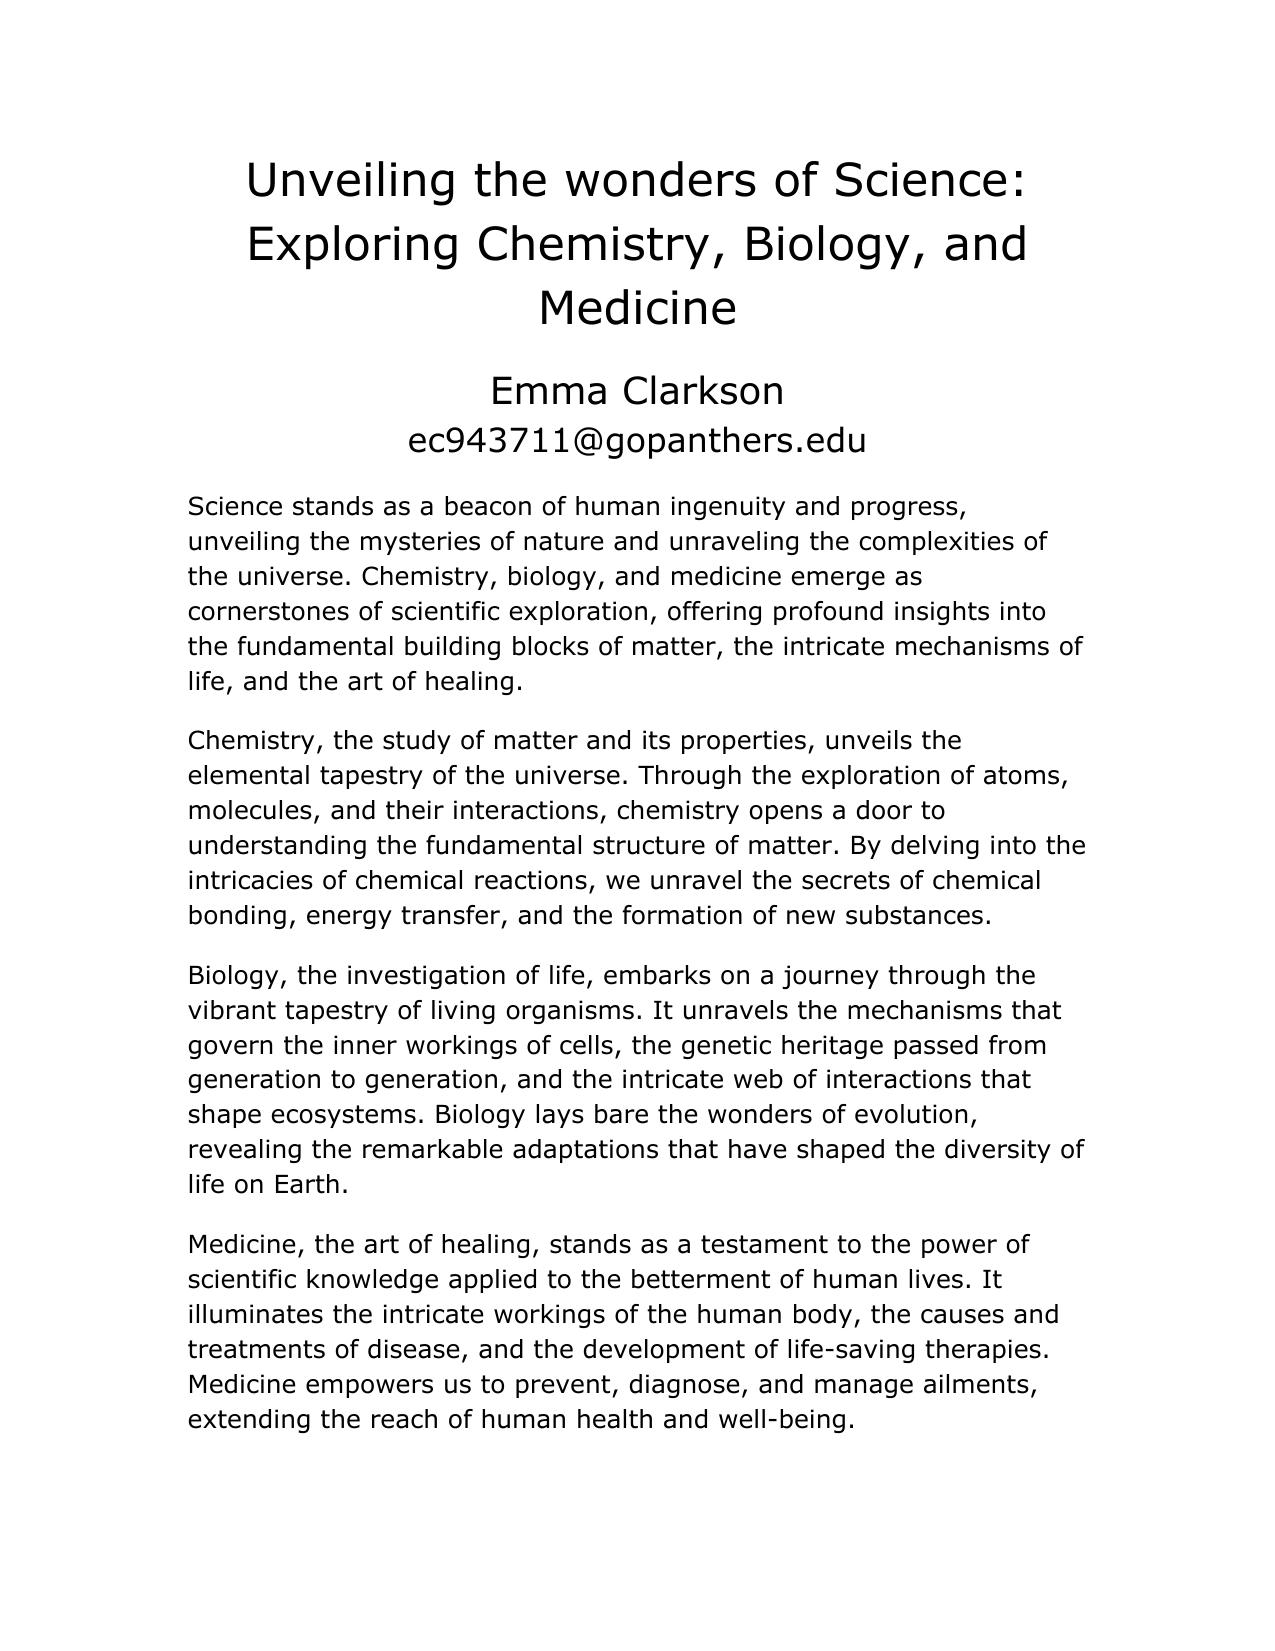 Unveiling the wonders of Science:
Exploring Chemistry, Biology, and
Medicine
Emma Clarkson
ec943711@gopanthers.edu
Science stands as a beacon of human ingenuity and progress,
unveiling the mysteries of nature and unraveling the complexities of
the universe. Chemistry, biology, and medicine emerge as
cornerstones of scientific exploration, offering profound insights into
the fundamental building blocks of matter, the intricate mechanisms of
life, and the art of healing.
Chemistry, the study of matter and its properties, unveils the
elemental tapestry of the universe. Through the exploration of atoms,
molecules, and their interactions, chemistry opens a door to
understanding the fundamental structure of matter. By delving into the
intricacies of chemical reactions, we unravel the secrets of chemical
bonding, energy transfer, and the formation of new substances.
Biology, the investigation of life, embarks on a journey through the
vibrant tapestry of living organisms. It unravels the mechanisms that
govern the inner workings of cells, the genetic heritage passed from
generation to generation, and the intricate web of interactions that
shape ecosystems. Biology lays bare the wonders of evolution,
revealing the remarkable adaptations that have shaped the diversity of
life on Earth.
Medicine, the art of healing, stands as a testament to the power of
scientific knowledge applied to the betterment of human lives. It
illuminates the intricate workings of the human body, the causes and
treatments of disease, and the development of life-saving therapies.
Medicine empowers us to prevent, diagnose, and manage ailments,
extending the reach of human health and well-being.